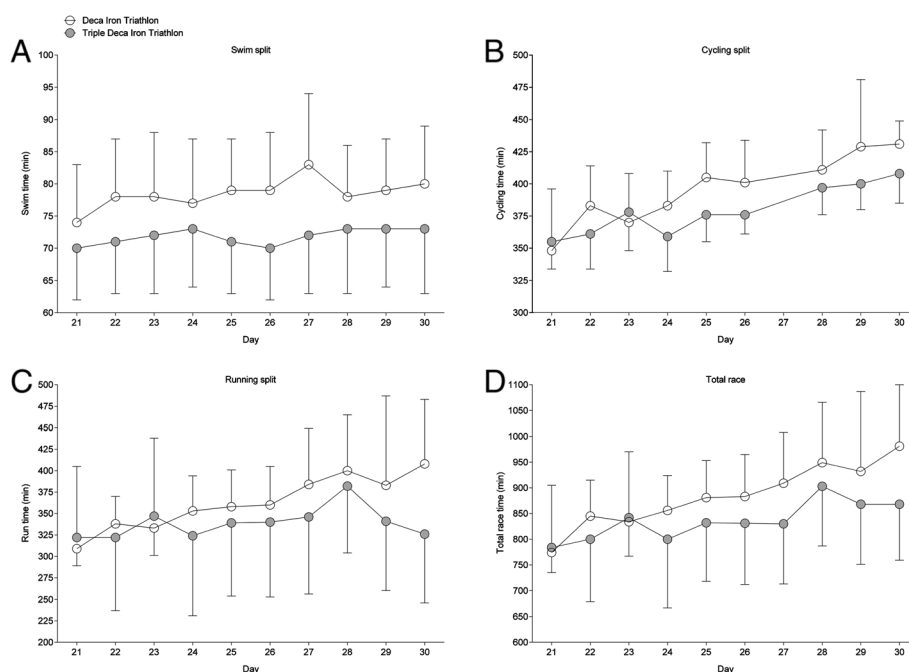 Deca Iron Triathlon
Triple Deca Iron Triathlon
A
Swim split
Swim time (min)
100
95
90
85
80
75
70
65
60
21 22 23 24 25 26 27 28 29 30
Day
B
Cycling split
Cycling time (min)
500
475
450
425
400
375
350
325
300
21 22 23 24 25 26 27 28 29 30
Day
C
Running split
Run time (min)
500
475
450
425
400
375
350
325
300
275
250
225
200
21 22 23 24 25 26 27 28 29 30
Day
D
Total race
Total race time (min)
1100
1050
1000
950
900
850
800
750
700
650
600
21 22 23 24 25 26 27 28 29 30
Day